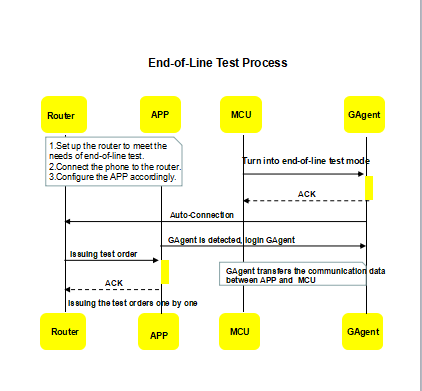 End-of-Line Test Process
Router
APP
MCU
GAgent
1.Set up the router to meet the
needs of end-of-line test.
2.Connect the phone to the router.
3.Configure the APP accordingly.
Turn into end-of-line test mode
ACK
Auto-Connection
GAgent is detected, login GAgent
Issuing test order
GAgent transfers the communication data
between APP and MCU
ACK
Issuing the test orders one by one
Router
APP
MCU
GAgent